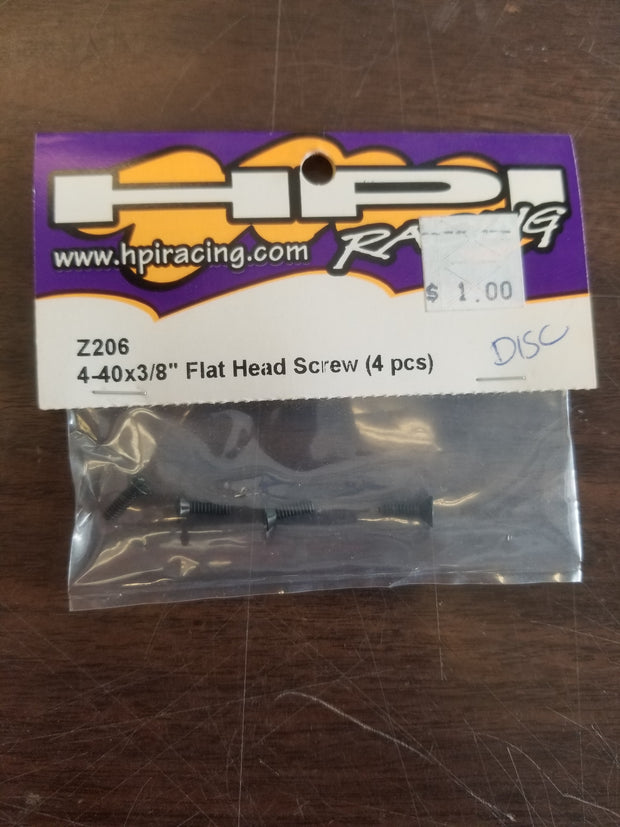 HPI
RACING
www.hpiracing.com
$ 1.00
Z206
4-40x3/8" Flat Head Screw (4 pcs)
DISC